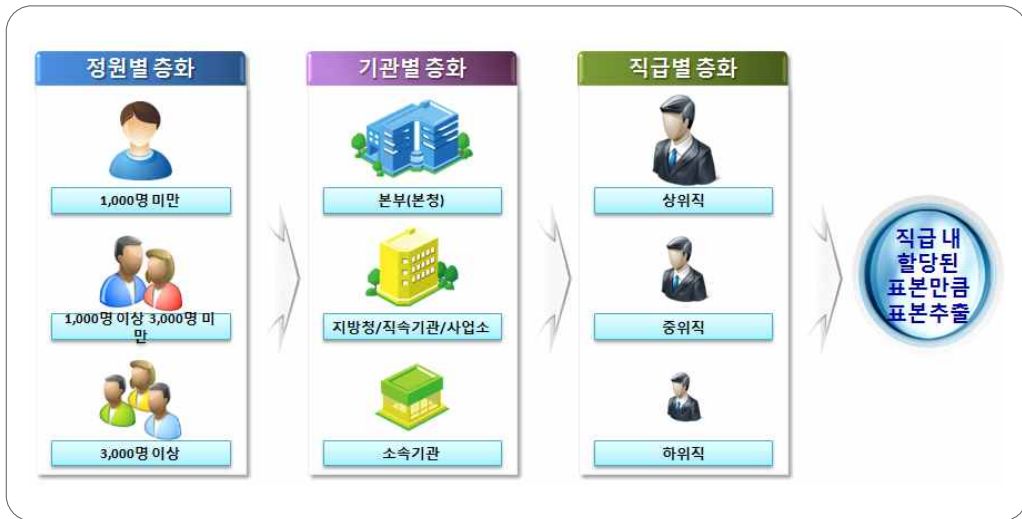 정원별 층화
1,000명 미만
1,000명 이상 3,000명 미
만
3,000명 이상
기관별 층화
본부(본청)
지방청/직속기관/사업소
소속기관
직급별 층화
상위직
중위직
하위직
직급 내
할당된
표본만큼
표본추출